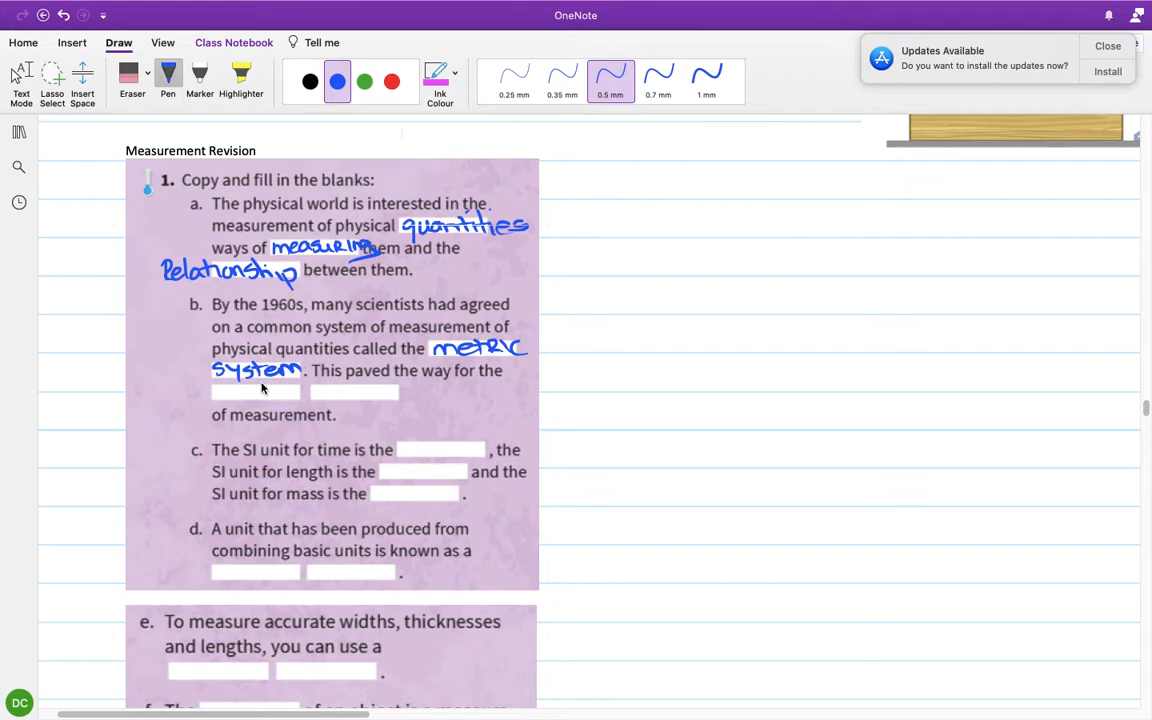 OneNote
Home Insert Draw View Class Notebook Tell me
Updates Available
Do you want to install the updates now?
Close
Install
Text
Mode
Lasso
Select
Insert
Space
Eraser
Pen
Marker
Highlighter
Ink
Colour
0.25 mm 0.35 mm 0.5 mm 0.7 mm 1 mm
Measurement Revision
1. Copy and fill in the blanks:
a. The physical world is interested in the.
measurement of physical quantities
ways of measuring them and the
Relationship between them.
b. By the 1960s, many scientists had agreed
on a common system of measurement of
physical quantities called the metric
system. This paved the way for the
of measurement.
c. The SI unit for time is the , the
SI unit for length is the and the
SI unit for mass is the .
d. A unit that has been produced from
combining basic units is known as a
.
e. To measure accurate widths, thicknesses
and lengths, you can use a
.
f. The of an object is a measure
DC